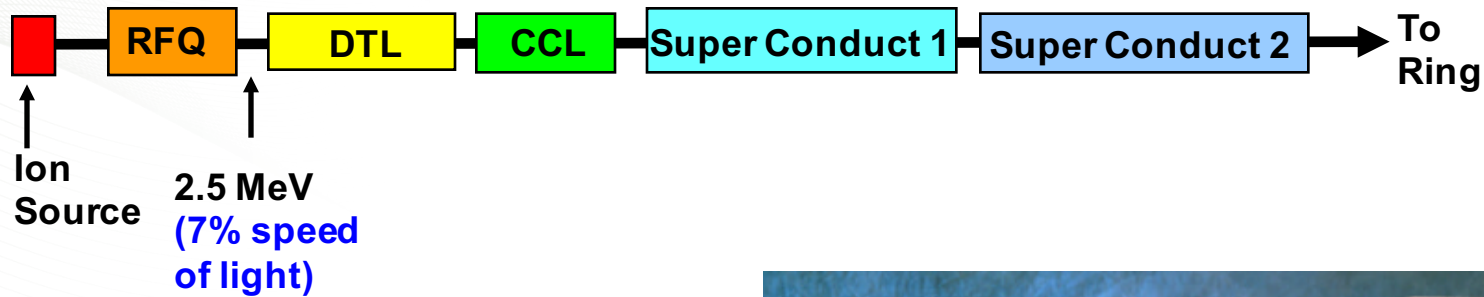 RFQ
DTL
CCL
Super Conduct 1
Super Conduct 2
To
Ring
Ion
Source
2.5 MeV
(7% speed
of light)